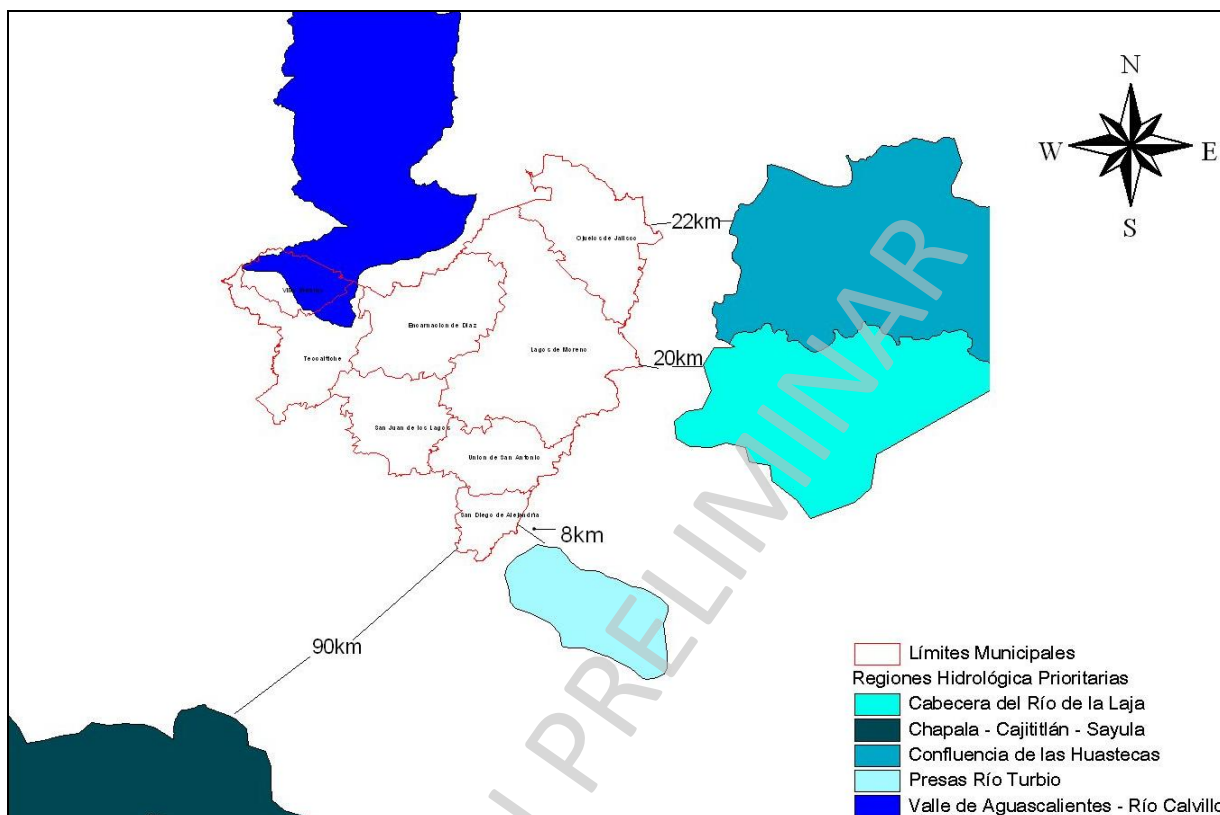 N
W E
S
Ojuelos de Jalisco
22km
Encarnacion de Diaz
Lagos de Moreno
20km
Teocaltiche
San Juan de los Lagos
Union de San Antonio
San Diego de Alejandria
8km
90km
PRELIMINAR
Límites Municipales
Regiones Hidrológica Prioritarias
Cabecera del Río de la Laja
Chapala - Cajititlán - Sayula
Confluencia de las Huastecas
Presas Río Turbio
Valle de Aguascalientes - Río Calvillo